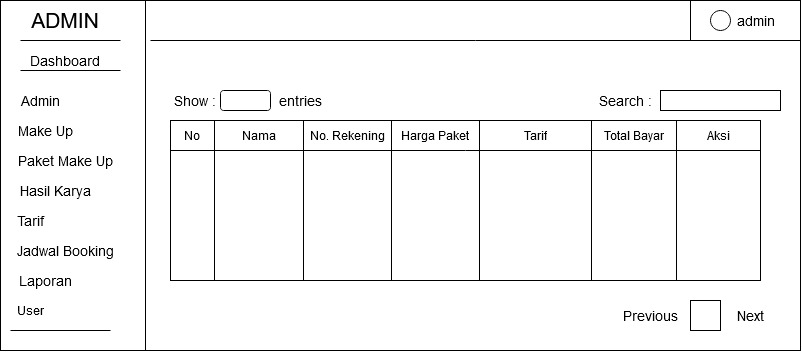 ADMIN
admin
Dashboard
Admin
Make Up
Paket Make Up
Hasil Karya
Tarif
Jadwal Booking
Laporan
User
Show : entries
Search :
No Nama No. Rekening Harga Paket Tarif Total Bayar Aksi
Previous Next